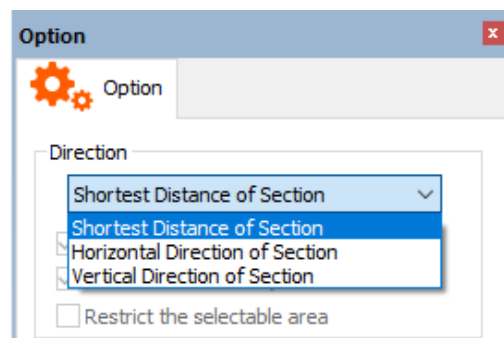 Option
x
Option
Direction
Shortest Distance of Section
Shortest Distance of Section
Horizontal Direction of Section
Vertical Direction of Section
Restrict the selectable area